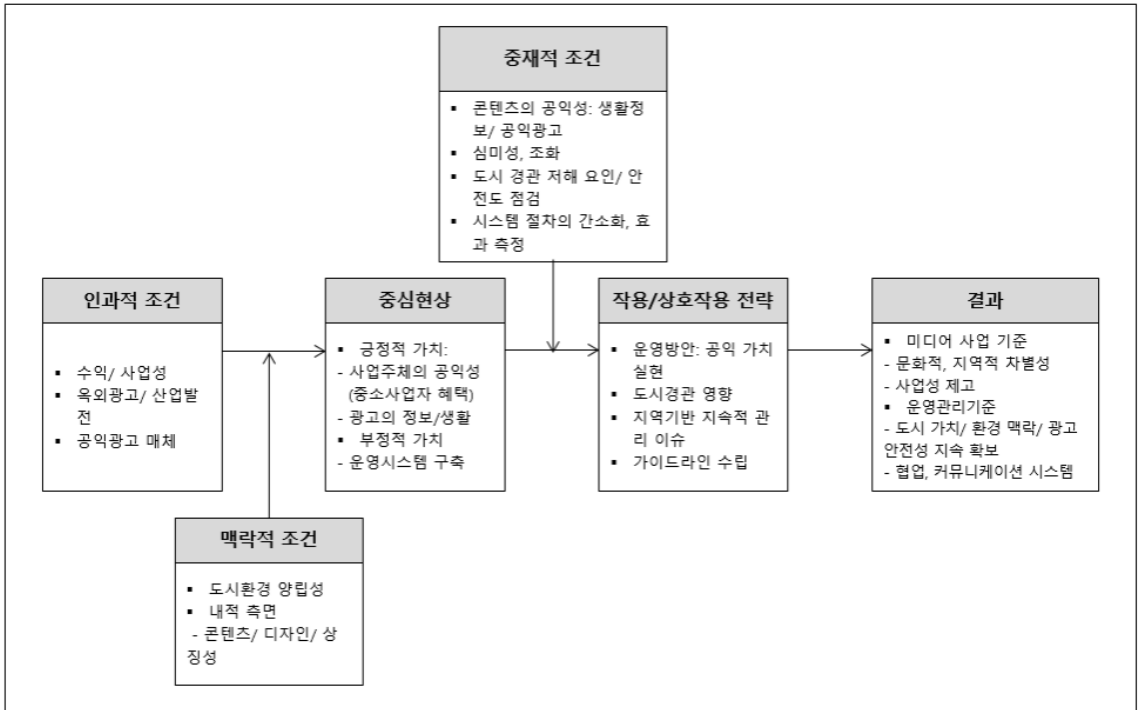 중재적 조건
▪ 콘텐츠의 공익성: 생활정
보/ 공익광고
▪ 심미성, 조화
▪ 도시 경관 저해 요인/ 안
전도 점검
▪ 시스템 절차의 간소화, 효
과 측정
인과적 조건
▪ 수익/ 사업성
▪ 옥외광고/ 산업발
전
▪ 공익광고 매체
중심현상
▪ 긍정적 가치:
- 사업주체의 공익성
(중소사업자 혜택)
- 광고의 정보/생활
▪ 부정적 가치
- 운영시스템 구축
작용/상호작용 전략
▪ 운영방안: 공익 가치
실현
▪ 도시경관 영향
▪ 지역기반 지속적 관
리 이슈
▪ 가이드라인 수립
결과
▪ 미디어 사업 기준
- 문화적, 지역적 차별성
- 사업성 제고
▪ 운영관리기준
- 도시 가치/ 환경 맥락/ 광고
안전성 지속 확보
- 협업, 커뮤니케이션 시스템
맥락적 조건
▪ 도시환경 양립성
▪ 내적 측면
- 콘텐츠/ 디자인/ 상
징성